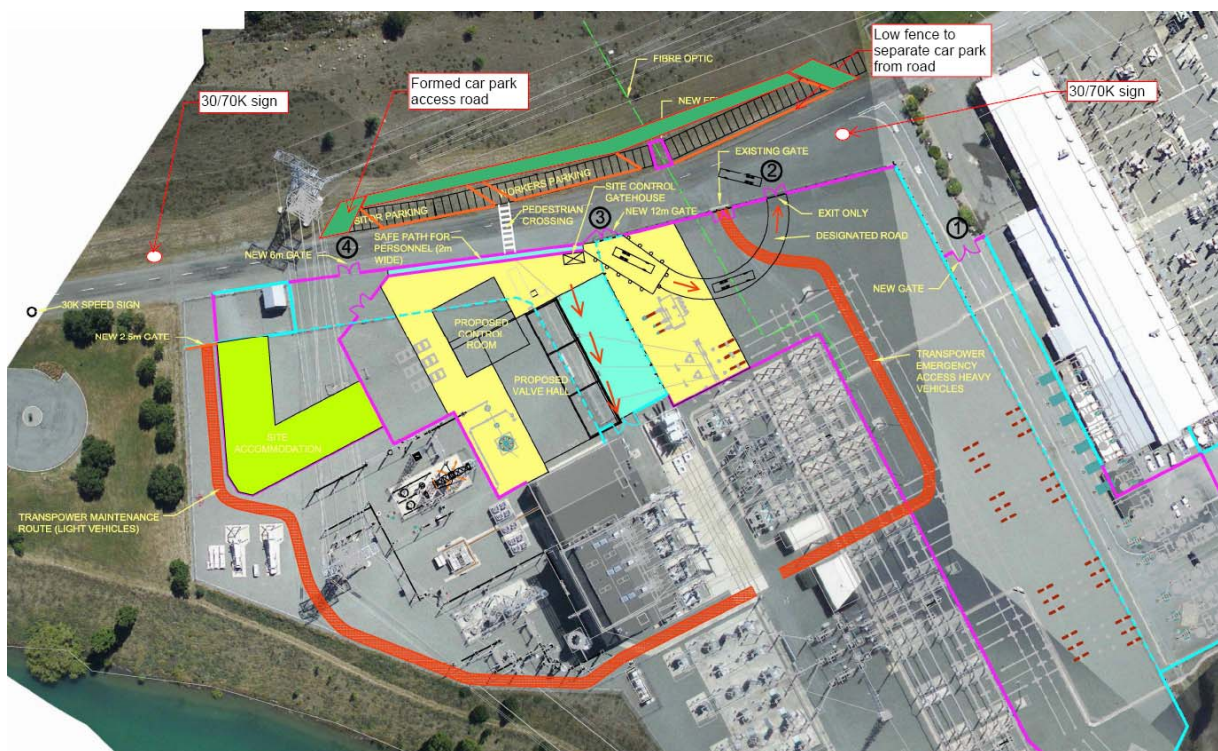 Low fence to
separate car park
from road
FIBRE OPTIC
Formed car park
access road
30/70K sign
30/70K sign
NEW
EXISTING GATE
2
WORKERS PARKING
SITE CONTROL
GATEHOUSE
VISITOR PARKING
PEDESTRIAN
CROSSING
3
NEW 12m GATE
EXIT ONLY
1
4
SAFE PATH FOR
PERSONNEL (2m
WIDE)
DESIGNATED ROAD
NEW 6m GATE
NEW GATE
30K SPEED SIGN
NEW 2.5m GATE
PROPOSED
CONTROL
ROOM
TRANSPOWER
EMERGENCY
ACCESS HEAVY
VEHICLES
PROPOSED
VALVE HALL
SITE
ACCOMMODATION
TRANSPOWER MAINTENANCE
ROUTE (LIGHT VEHICLES)